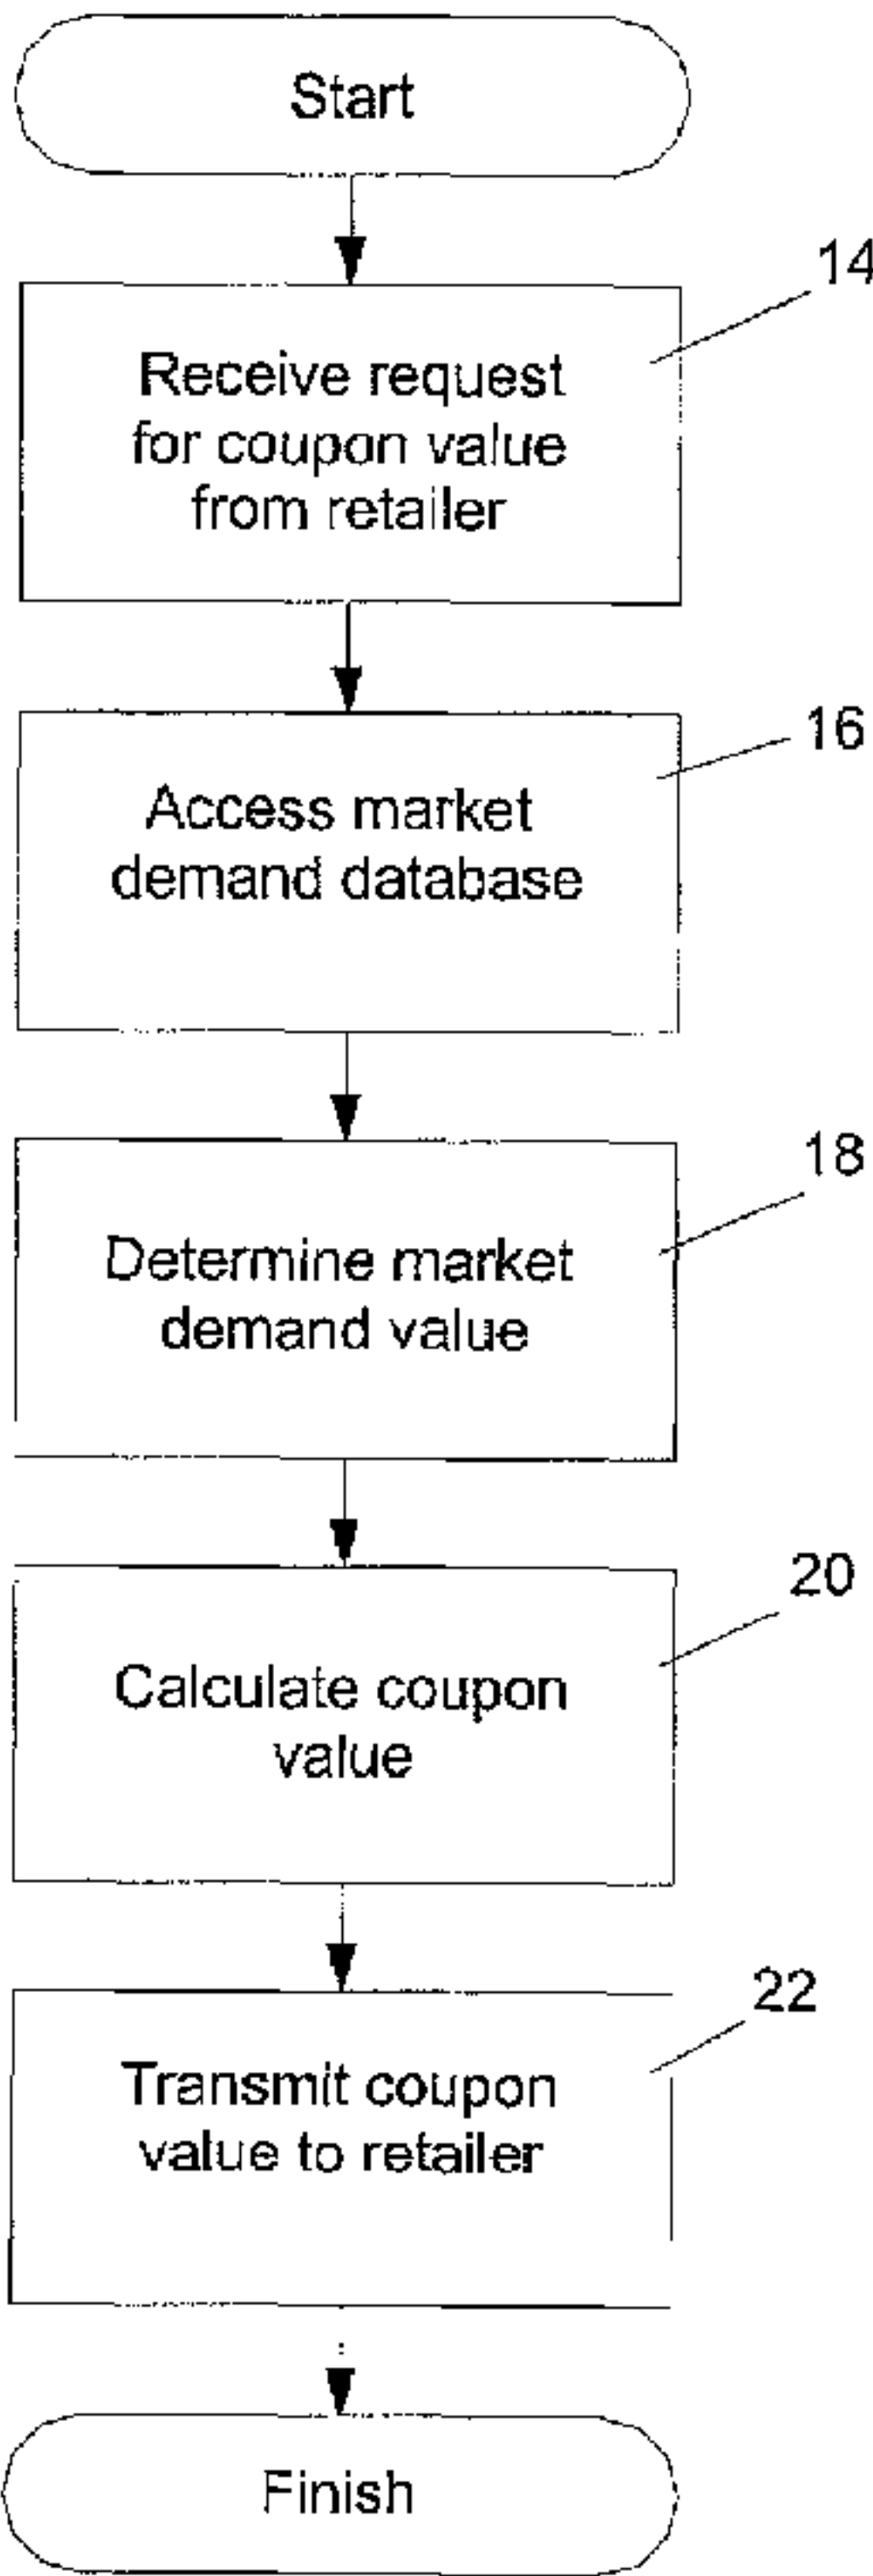 Start
14
Receive request
for coupon value
from retailer
16
Access market
demand database
18
Determine market
demand value
20
Calculate coupon
value
22
Transmit coupon
value to retailer
Finish